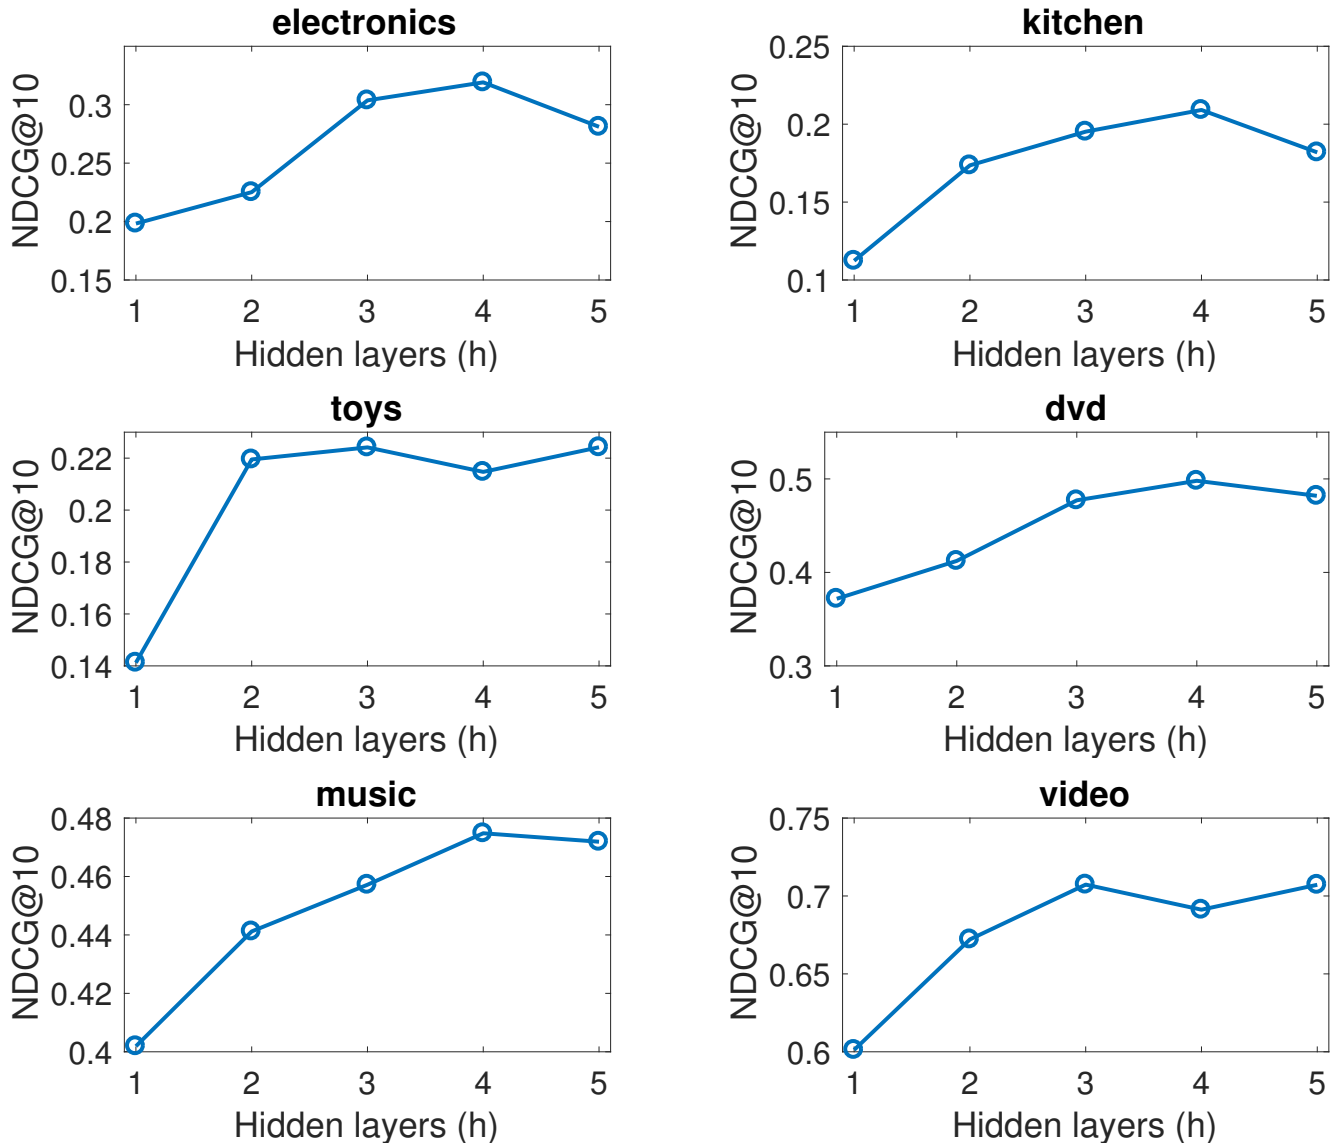 electronics
NDCG@10
0.3
0.25
0.2
0.15
1 2 3 4 5
Hidden layers (h)
kitchen
NDCG@10
0.25
0.2
0.15
0.1
1 2 3 4 5
Hidden layers (h)
toys
NDCG@10
0.22
0.2
0.18
0.16
0.14
1 2 3 4 5
Hidden layers (h)
dvd
NDCG@10
0.5
0.4
0.3
1 2 3 4 5
Hidden layers (h)
music
NDCG@10
0.48
0.46
0.44
0.42
0.4
1 2 3 4 5
Hidden layers (h)
video
NDCG@10
0.75
0.7
0.65
0.6
1 2 3 4 5
Hidden layers (h)